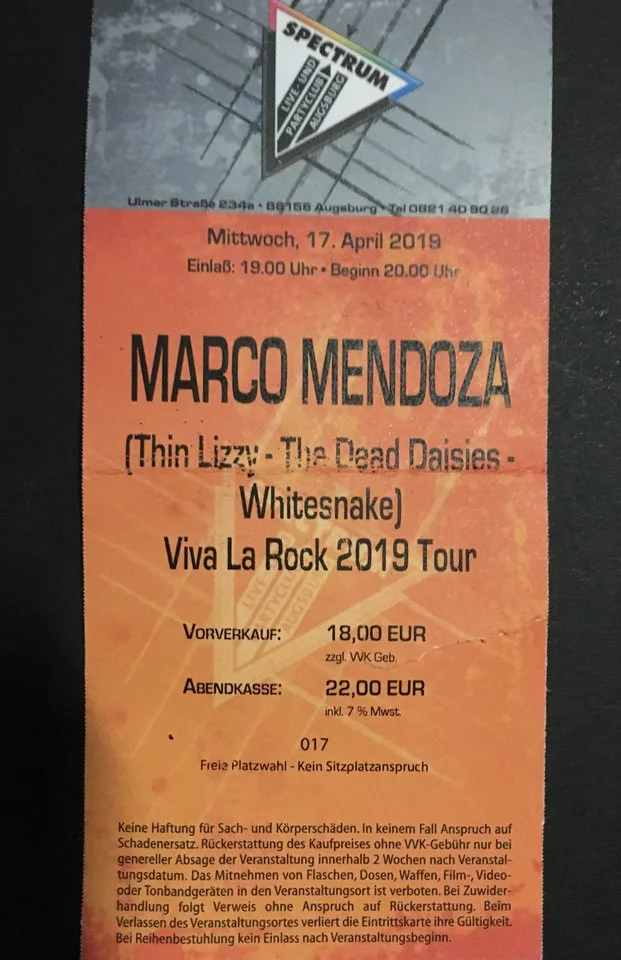 SPECTRUM
LIVE- UND
PARTYCLUB
AUGSBURG
Ulmer Straße 234a • 86156 Augsburg • Tel 0821 40 90 26
Mittwoch, 17. April 2019
Einlaß: 19.00 Uhr • Beginn 20.00 Uhr
MARCO MENDOZA
(Thin Lizzy - The Dead Daisies -
Whitesnake)
Viva La Rock 2019 Tour
LIVE- UND
PARTYCLUB
AUGSBURG
VORVERKAUF: 18,00 EUR
zzgl. VVK Geb.
ABENDKASSE: 22,00 EUR
inkl. 7 % Mwst.
017
Freie Platzwahl - Kein Sitzplatzanspruch
Keine Haftung für Sach- und Körperschäden. In keinem Fall Anspruch auf
Schadenersatz. Rückerstattung des Kaufpreises ohne VVK-Gebühr nur bei
genereller Absage der Veranstaltung innerhalb 2 Wochen nach Veranstal-
tungsdatum. Das Mitnehmen von Flaschen, Dosen, Waffen, Film-, Video-
oder Tonbandgeräten in den Veranstaltungsort ist verboten. Bei Zuwider-
handlung folgt Verweis ohne Anspruch auf Rückerstattung. Beim
Verlassen des Veranstaltungsortes verliert die Eintrittskarte ihre Gültigkeit.
Bei Reihenbestuhlung kein Einlass nach Veranstaltungsbeginn.